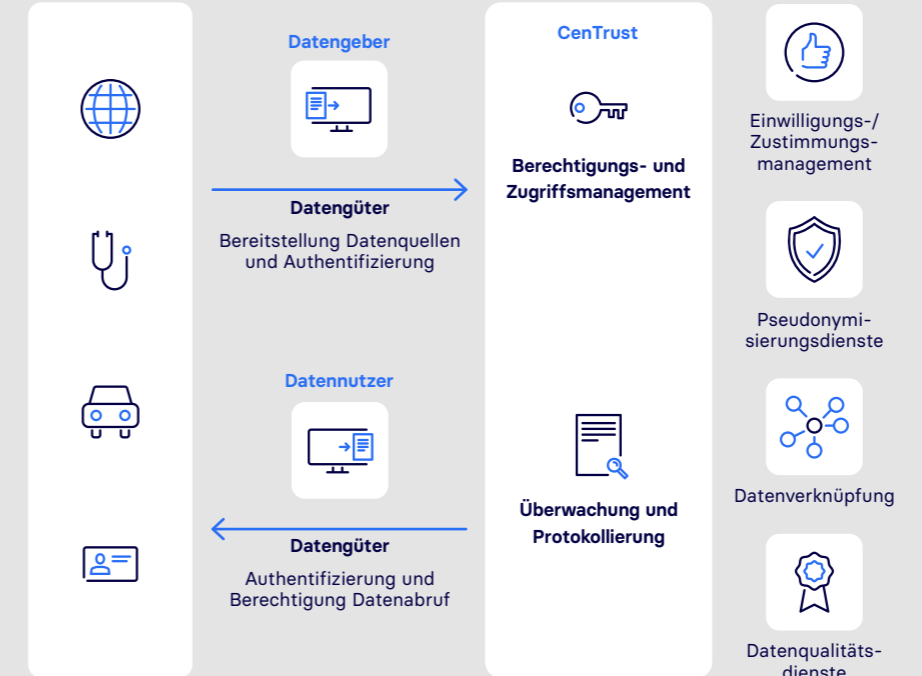 Datengeber
Datengüter
Bereitstellung Datenquellen
und Authentifizierung
Datennutzer
Datengüter
Authentifizierung und
Berechtigung Datenabruf
CenTrust
Berechtigungs- und
Zugriffsmanagement
Überwachung und
Protokollierung
Einwilligungs-/
Zustimmungs-
management
Pseudonymi-
sierungsdienste
Datenverknüpfung
Datenqualitäts-
dienste